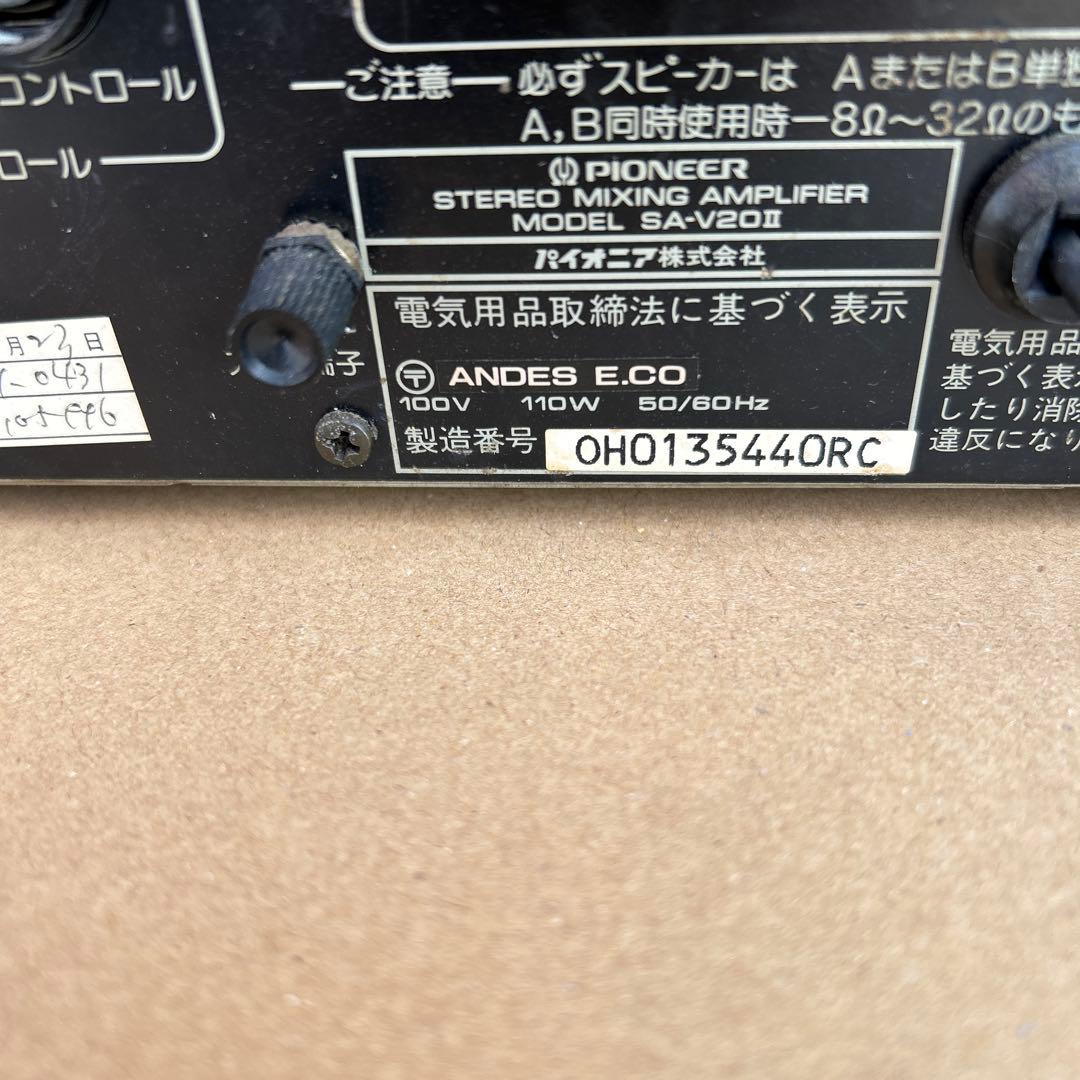 コントロール
ロール
ご注意 必ずスピーカーは AまたはB単独
A,B同時使用時ー8Ω〜32Ωのも
PIONEER
STEREO MIXING AMPLIFIER
MODEL SA-V20II
パイオニア株式会社
電気用品取締法に基づく表示
〒 ANDES E.CO
100V 110W 50/60Hz
製造番号 0H0135440RC
子
月23日
-0431
電気用品
基づく表示
したり消除
違反になり